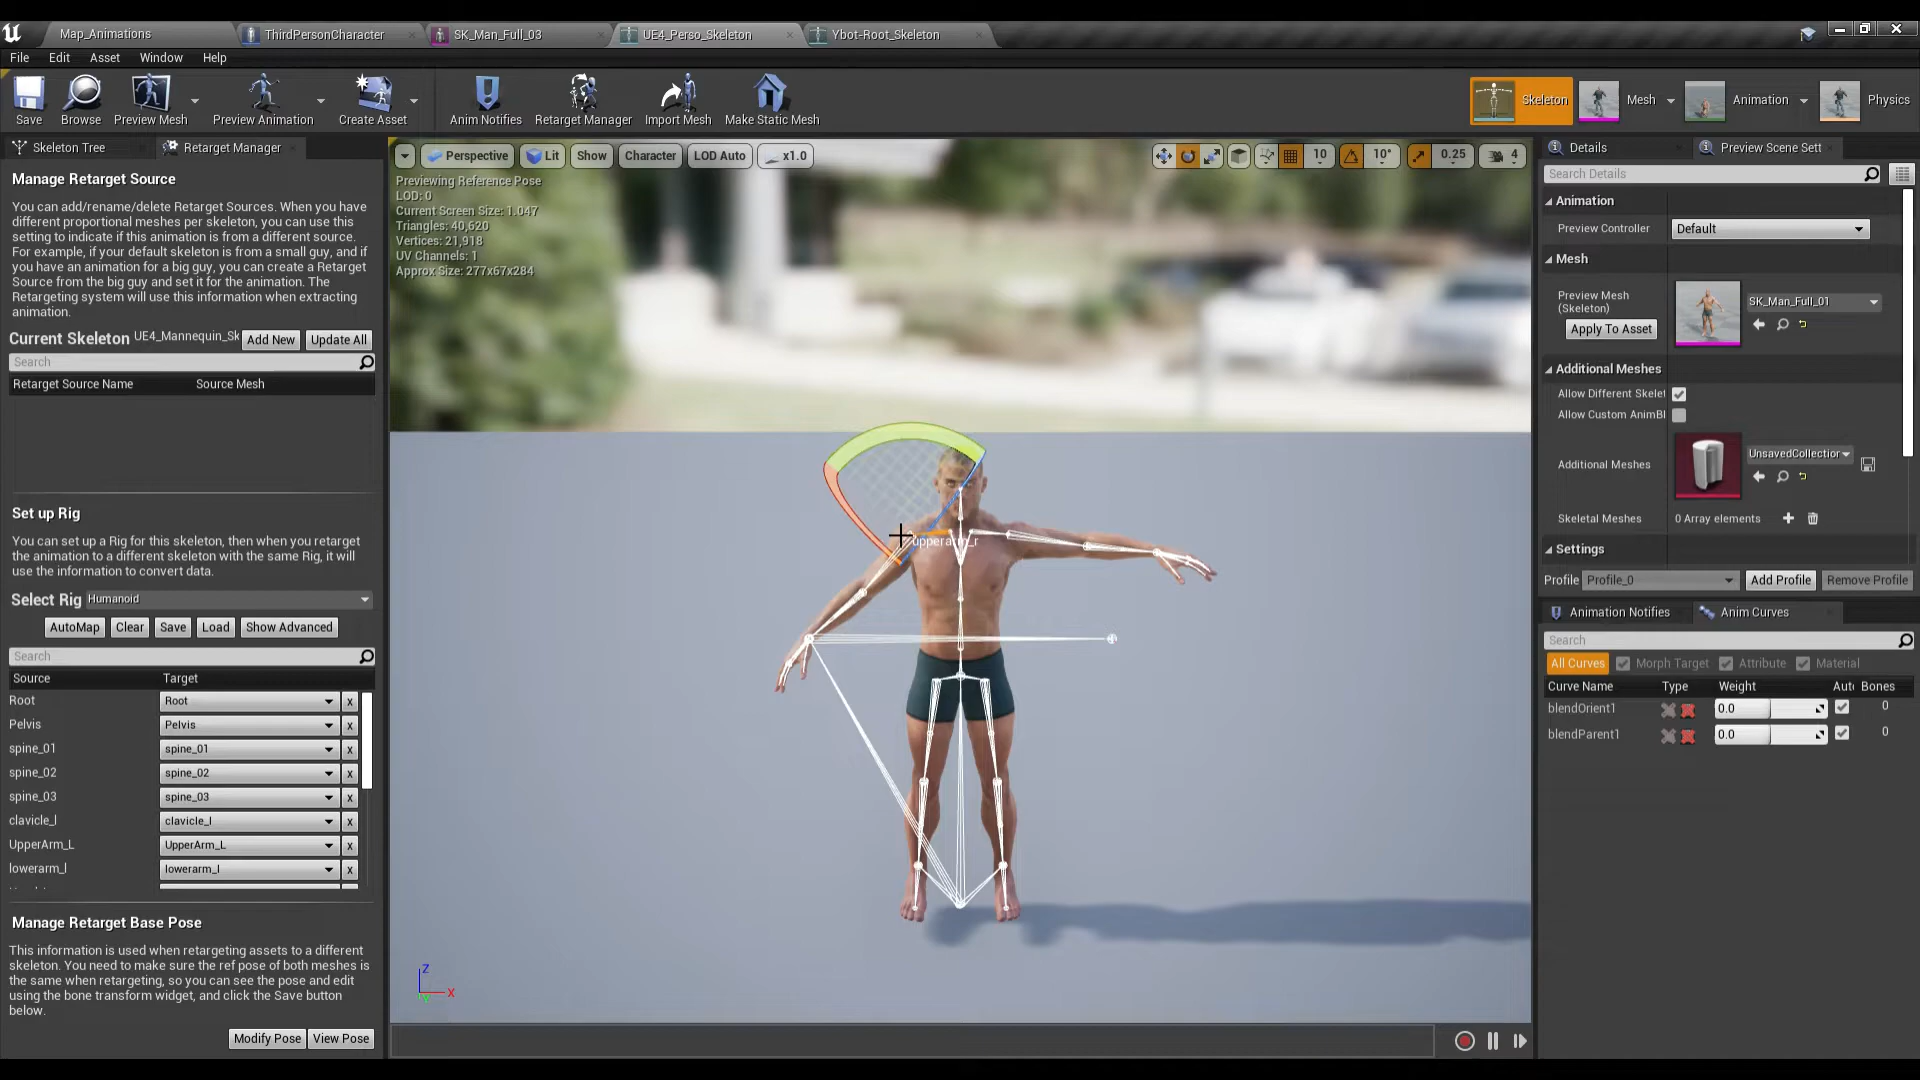 Map_Animations
ThirdPersonCharacter
SK_Man_Full_03
UE4_Perso_Skeleton
Ybot-Root_Skeleton
File Edit Asset Window Help
Save Browse Preview Mesh Preview Animation Create Asset Anim Notifies Retarget Manager Import Mesh Make Static Mesh
Skeleton Mesh Animation Physics
Skeleton Tree
Retarget Manager
Manage Retarget Source
You can add/rename/delete Retarget Sources. When you have
different proportional meshes per skeleton, you can use this
setting to indicate if this animation is from a different source.
For example, if your default skeleton is from a small guy, and if
you have an animation for a big guy, you can create a Retarget
Source from the big guy and set it for the animation. The
Retargeting system will use this information when extracting
animation.
Current Skeleton UE4_Mannequin_Sk Add New Update All
Search
Retarget Source Name Source Mesh
Set up Rig
You can set up a Rig for this skeleton, then when you retarget
the animation to a different skeleton with the same Rig, it will
use the information to convert data.
Select Rig Humanoid
AutoMap Clear Save Load Show Advanced
Search
Source Target
Root Root x
Pelvis Pelvis x
spine_01 spine_01 x
spine_02 spine_02 x
spine_03 spine_03 x
clavicle_l clavicle_l x
UpperArm_L UpperArm_L x
lowerarm_l lowerarm_l x
Manage Retarget Base Pose
This information is used when retargeting assets to a different
skeleton. You need to make sure the ref pose of both meshes is
the same when retargeting, so you can see the pose and edit
using the bone transform widget, and click the Save button
below.
Modify Pose View Pose
Perspective Lit Show Character LOD Auto x1.0
10 10° 0.25 4
Previewing Reference Pose
LOD: 0
Current Screen Size: 1.047
Triangles: 40,620
Vertices: 21,918
UV Channels: 1
Approx Size: 277x67x284
upperarm_r
Z
X
Y
Details
Preview Scene Sett
Search Details
Animation
Preview Controller Default
Mesh
Preview Mesh
(Skeleton)
Apply To Asset
SK_Man_Full_01
Additional Meshes
Allow Different Skelet
Allow Custom AnimBl
Additional Meshes UnsavedCollection
Skeletal Meshes 0 Array elements
Settings
Profile Profile_0 Add Profile Remove Profile
Animation Notifies
Anim Curves
Search
All Curves Morph Target Attribute Material
Curve Name Type Weight Auto Bones
blendOrient1 0.0 0
blendParent1 0.0 0